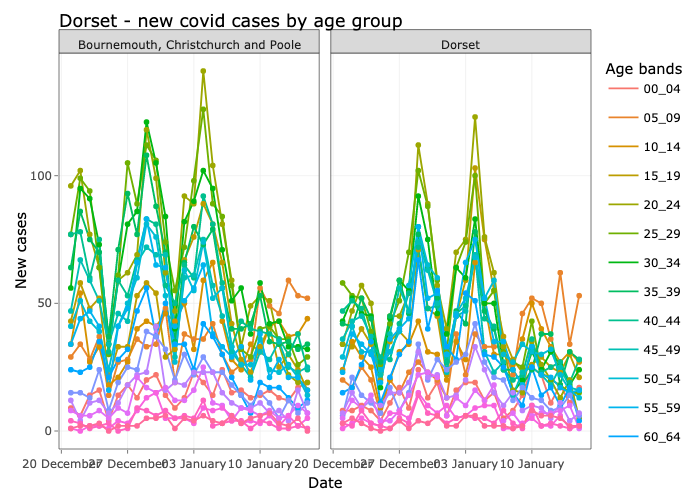 Dorset - new covid cases by age group
Bournemouth, Christchurch and Poole
Dorset
Age bands
00_04
05_09
10_14
15_19
20_24
25_29
30_34
35_39
40_44
45_49
50_54
55_59
60_64
New cases
100
50
0
20 December
27 December
03 January
10 January
20 December
27 December
03 January
10 January
Date